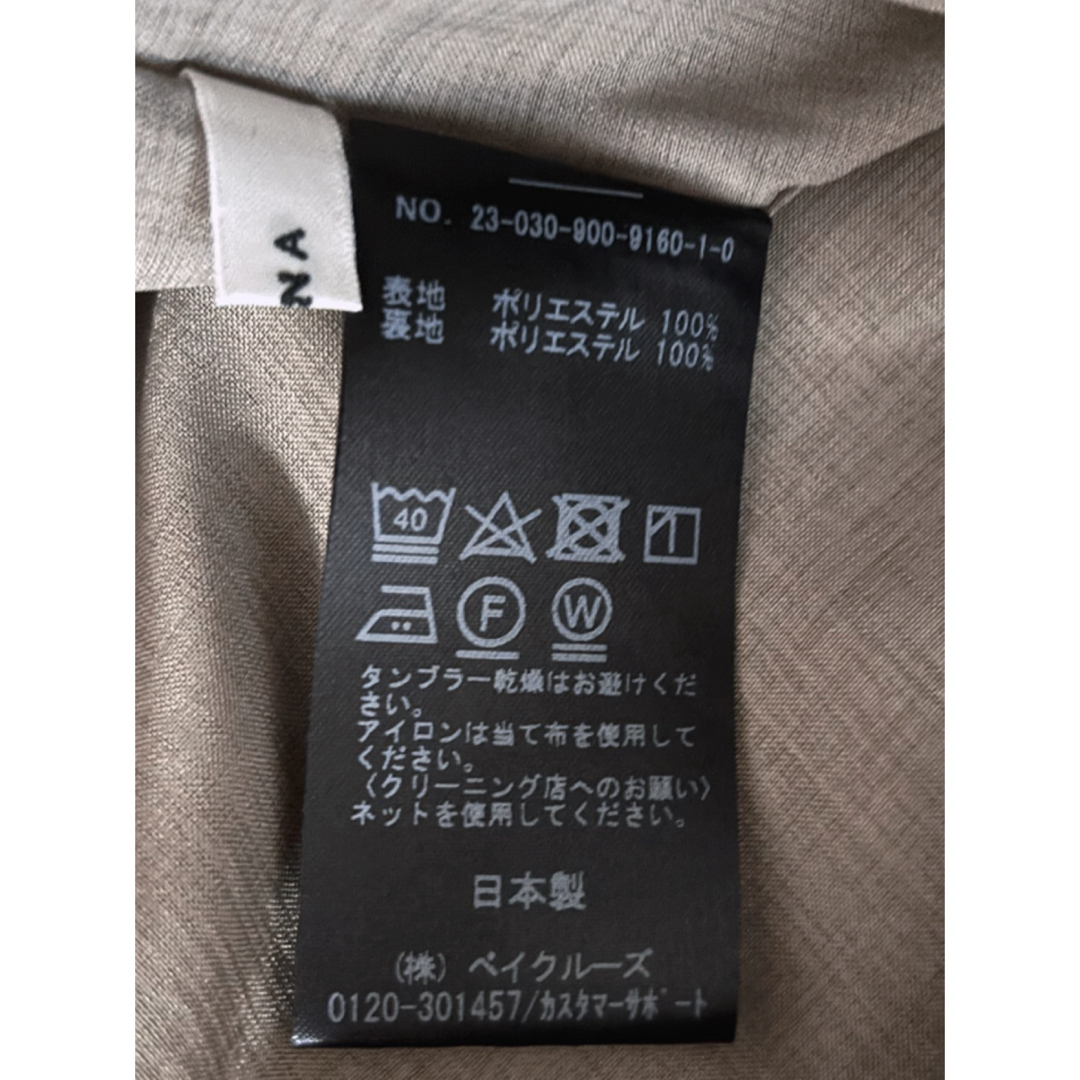 NA
NO. 23-030-900-9160-1-0
表地 ポリエステル 100%
裏地 ポリエステル 100%
40
F W
タンブラー乾燥はお避けくだ
さい。
アイロンは当て布を使用して
ください。
〈クリーニング店へのお願い〉
ネットを使用してください。
日本製
(株) ベイクルーズ
0120-301457/カスタマーサポート